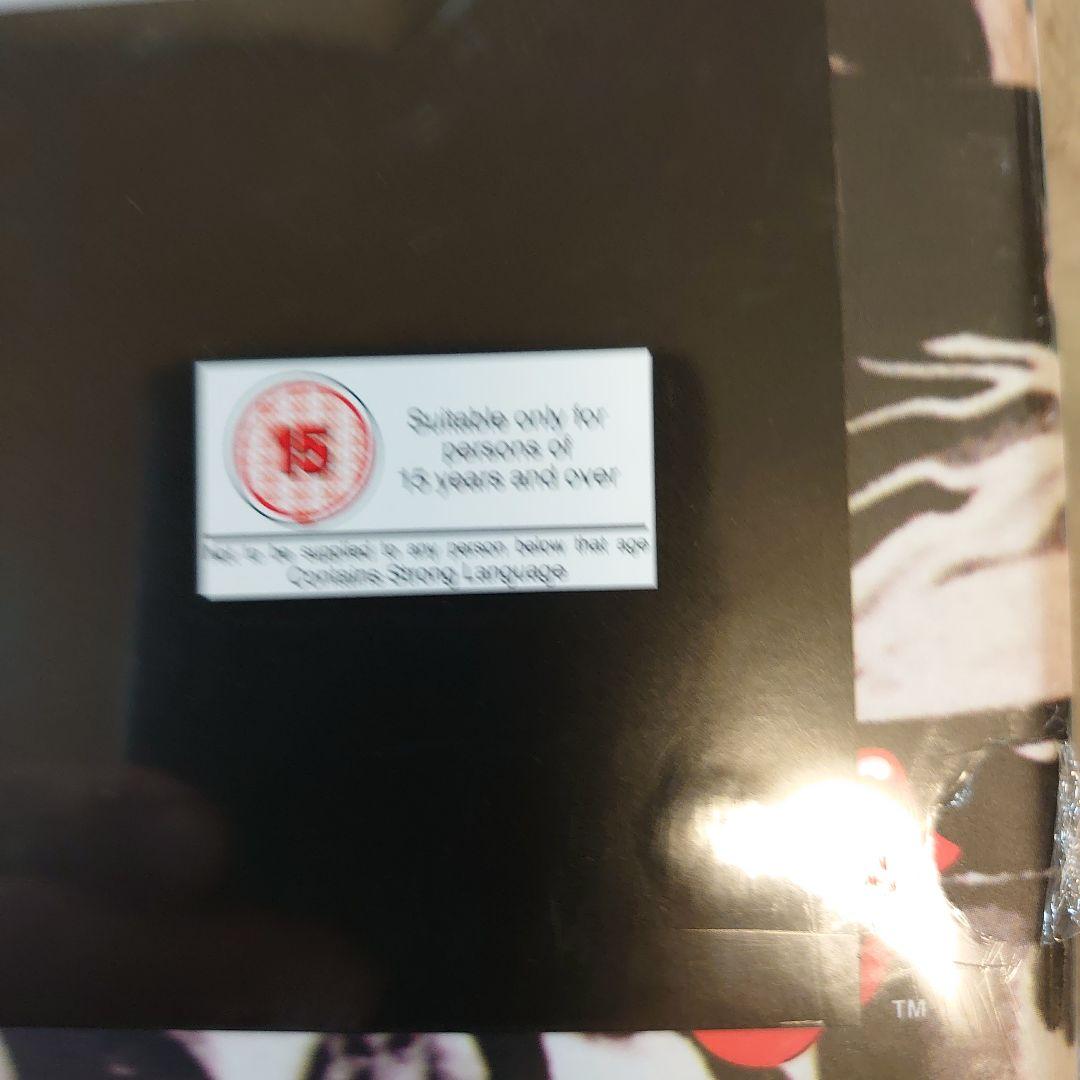 15
Suitable only for
persons of
15 years and over
Not to be supplied to any person below that age
Contains Strong Language
TM